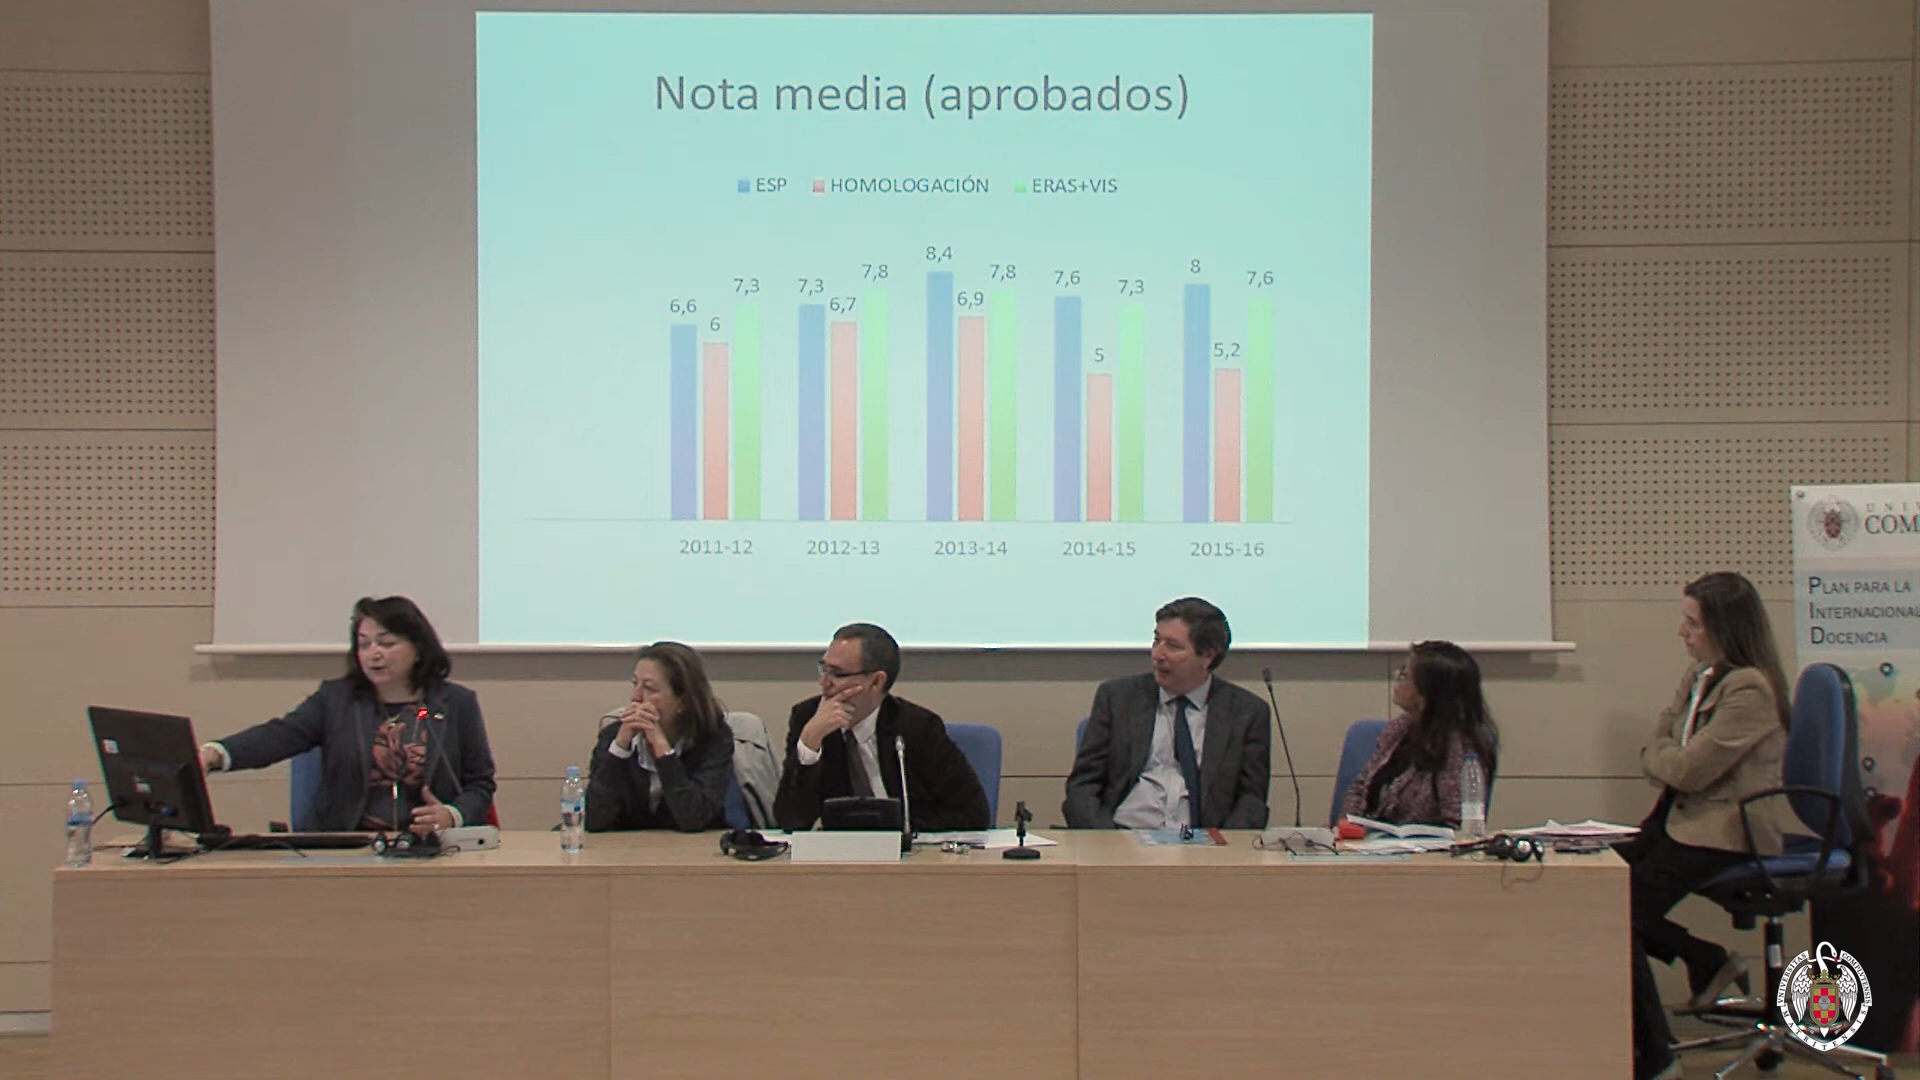 Nota media (aprobados)
ESP HOMOLOGACIÓN ERAS+VIS
6,6 6 7,3 7,3 6,7 7,8 8,4 6,9 7,8 7,6 5 7,3 8 5,2 7,6
2011-12 2012-13 2013-14 2014-15 2015-16
UNIV
COM
PLAN PARA LA
INTERNACIONAL
DOCENCIA